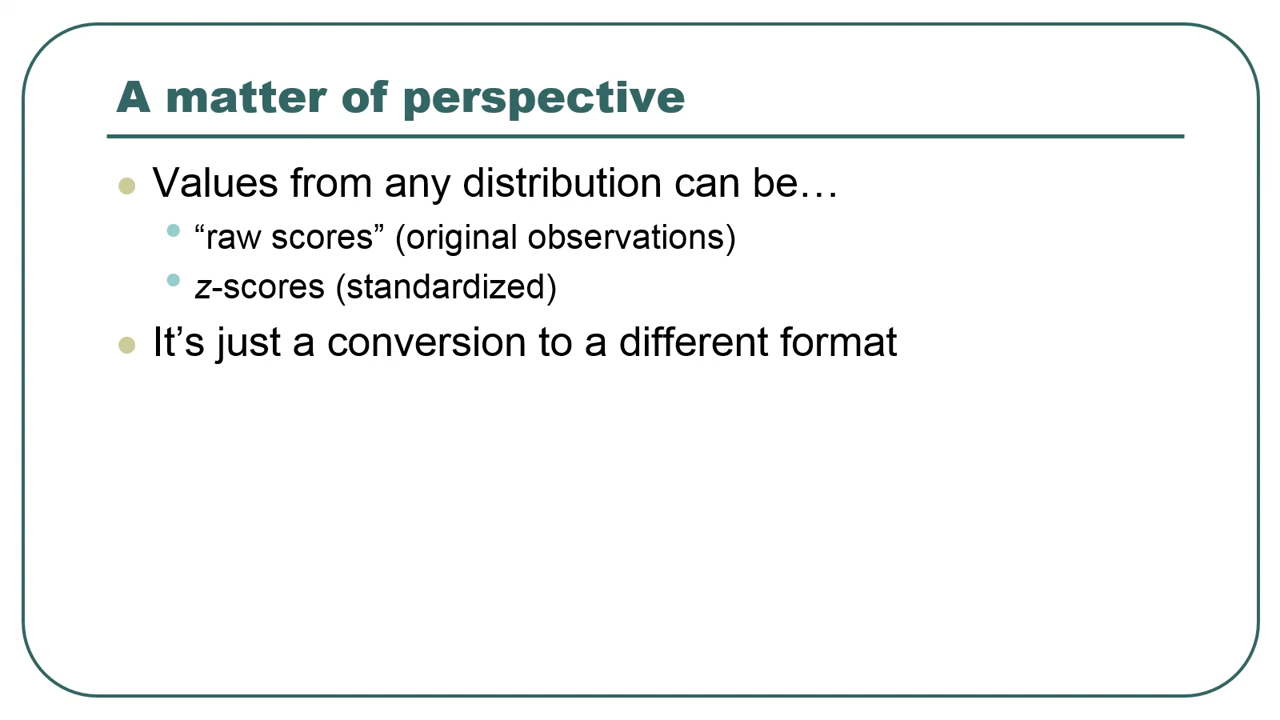 A matter of perspective
Values from any distribution can be…
“raw scores” (original observations)
z-scores (standardized)
It’s just a conversion to a different format